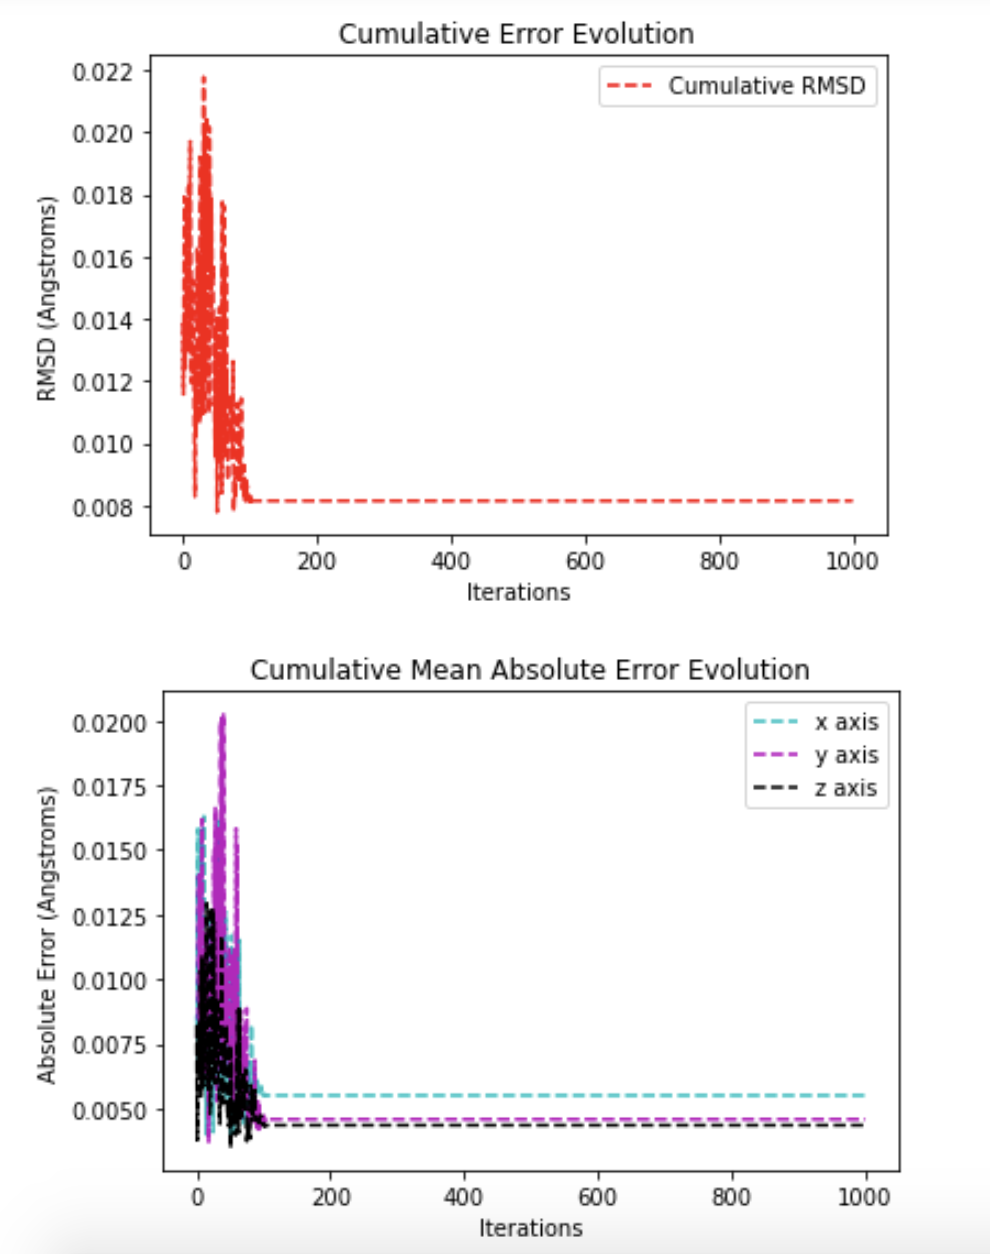 Cumulative Error Evolution
Cumulative RMSD
0.022
0.020
0.018
0.016
0.014
0.012
0.010
0.008
RMSD (Angstroms)
0 200 400 600 800 1000
Iterations
Cumulative Mean Absolute Error Evolution
x axis
y axis
z axis
0.0200
0.0175
0.0150
0.0125
0.0100
0.0075
0.0050
Absolute Error (Angstroms)
0 200 400 600 800 1000
Iterations